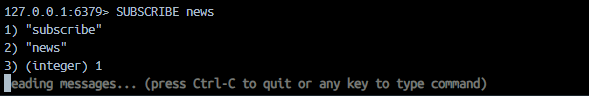 127.0.0.1:6379> SUBSCRIBE news
1) "subscribe"
2) "news"
3) (integer) 1
Reading messages... (press Ctrl-C to quit or any key to type command)